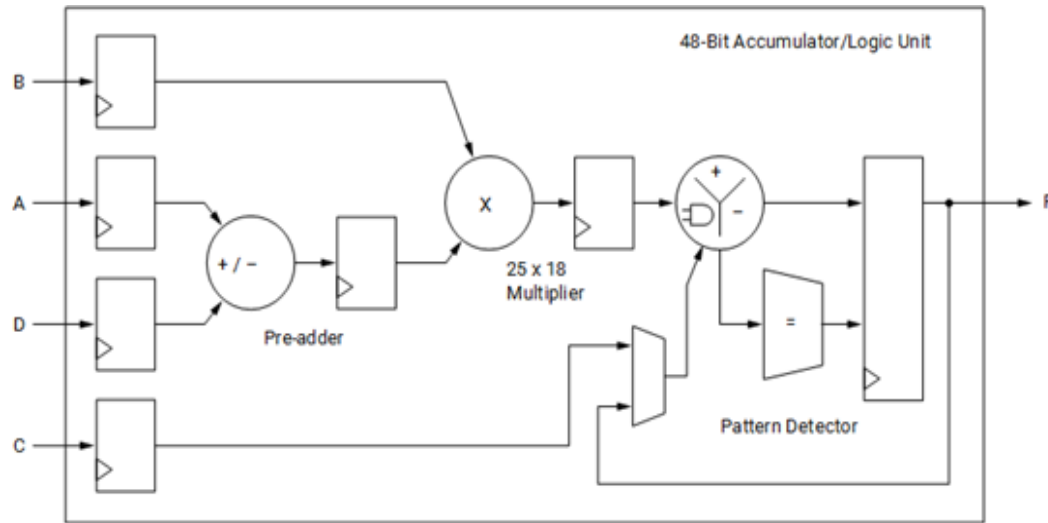 48-Bit Accumulator/Logic Unit
B
A
+
−
X
+ / −
25 x 18
Multiplier
D
Pre-adder
=
C
Pattern Detector